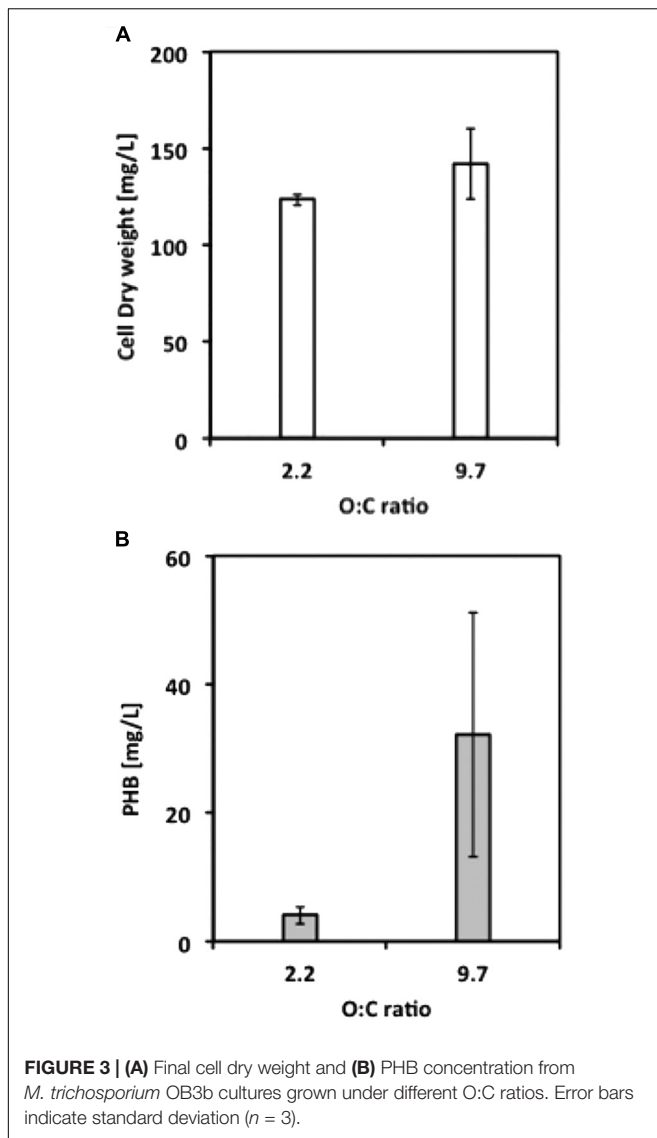 A
200
150
100
50
0
Cell Dry weight [mg/L]
2.2 9.7
O:C ratio
B
60
40
20
0
PHB [mg/L]
2.2 9.7
O:C ratio
FIGURE 3 | (A) Final cell dry weight and (B) PHB concentration from
M. trichosporium OB3b cultures grown under different O:C ratios. Error bars
indicate standard deviation (n = 3).